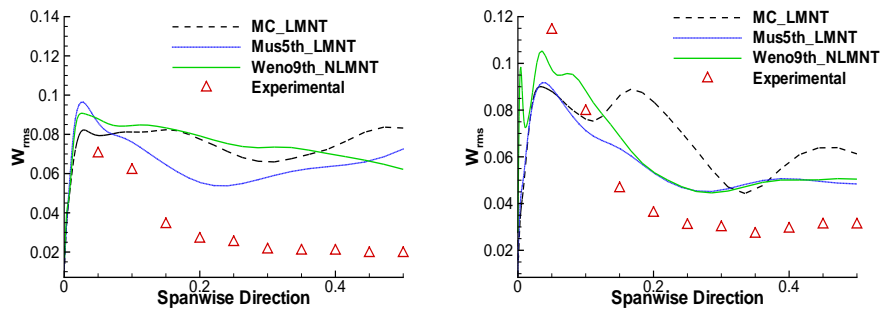 0.14
0.12
0.1
0.08
0.06
0.04
0.02
W rms
0
0.2
0.4
Spanwise Direction
MC_LMNT
Mus5th_LMNT
Weno9th_NLMNT
Experimental
0.12
0.1
0.08
0.06
0.04
0.02
W rms
0
0.2
0.4
Spanwise Direction
MC_LMNT
Mus5th_LMNT
Weno9th_NLMNT
Experimental